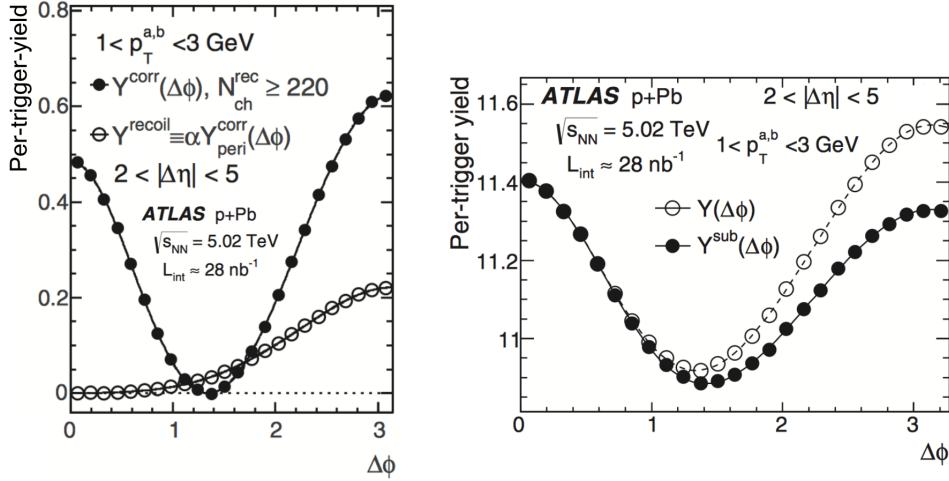 Per-trigger-yield
0.8
0.6
0.4
0.2
0
1< p_T^{a,b} <3 GeV
Y^{corr}(Δϕ), N_{ch}^{rec} ≥ 220
Y^{recoil}≡αY_{peri}^{corr}(Δϕ)
2 < |Δη| < 5
ATLAS p+Pb
√s_{NN} = 5.02 TeV
L_{int} ≈ 28 nb^{-1}
0 1 2 3
Δϕ
Per-trigger yield
11.6
11.4
11.2
11
ATLAS p+Pb 2 < |Δη| < 5
√s_{NN} = 5.02 TeV
1< p_T^{a,b} <3 GeV
L_{int} ≈ 28 nb^{-1}
Y(Δϕ)
Y^{sub}(Δϕ)
0 1 2 3
Δϕ